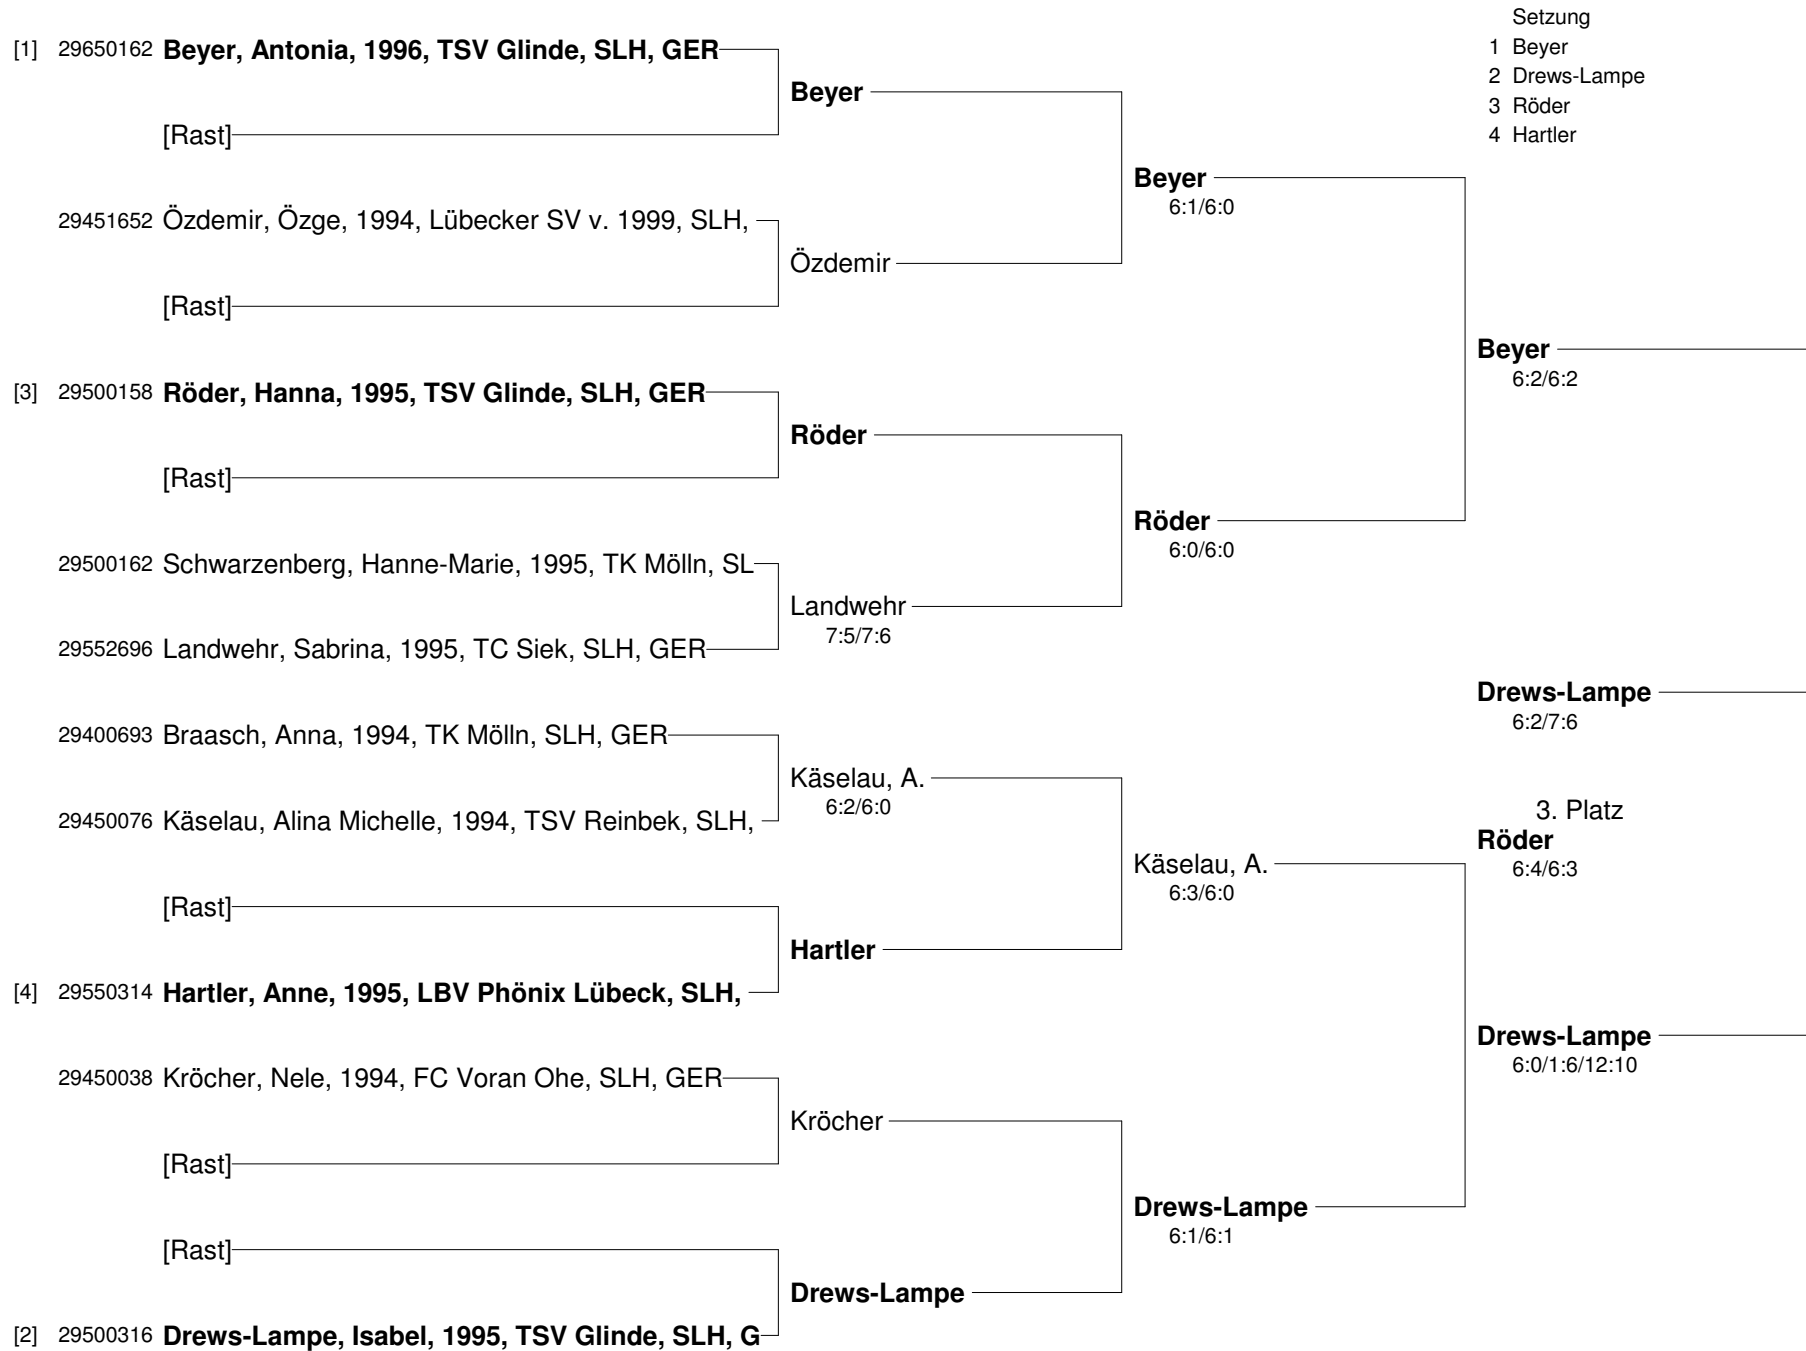 Setzung
1 Beyer
2 Drews-Lampe
3 Röder
4 Hartler
[1] 29650162 Beyer, Antonia, 1996, TSV Glinde, SLH, GER
Beyer
[Rast]
Beyer
6:1/6:0
29451652 Özdemir, Özge, 1994, Lübecker SV v. 1999, SLH,
Özdemir
[Rast]
Beyer
6:2/6:2
[3] 29500158 Röder, Hanna, 1995, TSV Glinde, SLH, GER
Röder
[Rast]
Röder
6:0/6:0
29500162 Schwarzenberg, Hanne-Marie, 1995, TK Mölln, SL
Landwehr
7:5/7:6
29552696 Landwehr, Sabrina, 1995, TC Siek, SLH, GER
Drews-Lampe
6:2/7:6
29400693 Braasch, Anna, 1994, TK Mölln, SLH, GER
Käselau, A.
6:2/6:0
29450076 Käselau, Alina Michelle, 1994, TSV Reinbek, SLH,
3. Platz
Röder
6:4/6:3
Käselau, A.
6:3/6:0
[Rast]
Hartler
[4] 29550314 Hartler, Anne, 1995, LBV Phönix Lübeck, SLH,
Drews-Lampe
6:0/1:6/12:10
29450038 Kröcher, Nele, 1994, FC Voran Ohe, SLH, GER
Kröcher
[Rast]
Drews-Lampe
6:1/6:1
[Rast]
Drews-Lampe
[2] 29500316 Drews-Lampe, Isabel, 1995, TSV Glinde, SLH, G